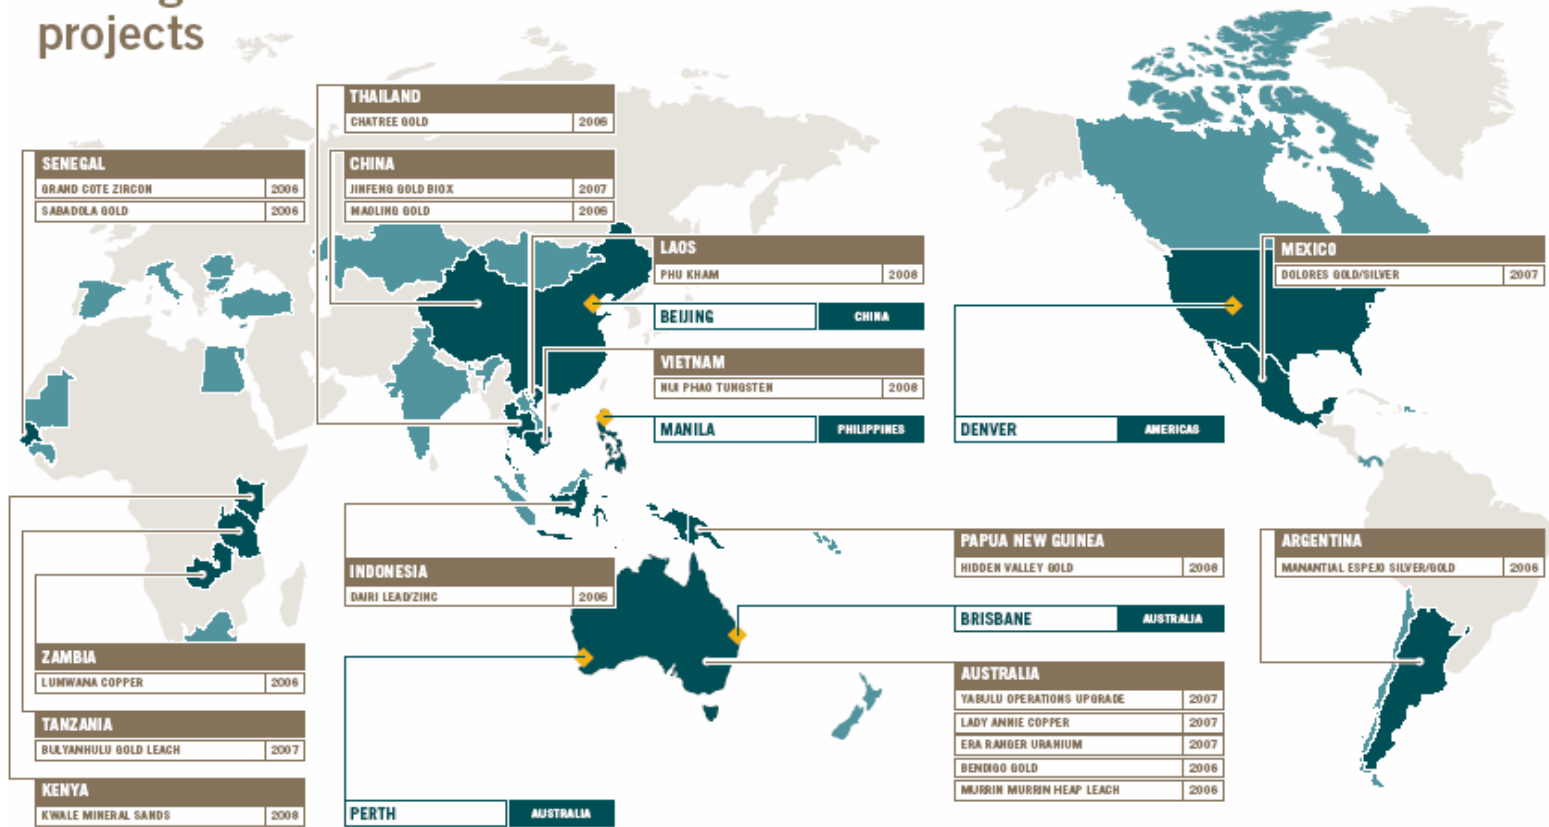 projects
THAILAND
CHATREE GOLD 2006
SENEGAL
GRAND COTE ZIRCON 2006
SABADOLA GOLD 2006
CHINA
JINFENG GOLD BIOX 2007
MAOLING GOLD 2006
LAOS
PHU KHAM 2008
BEIJING CHINA
VIETNAM
NUI PHAO TUNGSTEN 2008
MANILA PHILIPPINES
MEXICO
DOLORES GOLD/SILVER 2007
DENVER AMERICAS
INDONESIA
DAIRI LEAD/ZINC 2006
PAPUA NEW GUINEA
HIDDEN VALLEY GOLD 2008
ARGENTINA
MANANTIAL ESPEJO SILVER/GOLD 2006
BRISBANE AUSTRALIA
ZAMBIA
LUMWANA COPPER 2006
TANZANIA
BULYANHULU GOLD LEACH 2007
KENYA
KWALE MINERAL SANDS 2008
PERTH AUSTRALIA
AUSTRALIA
YABULU OPERATIONS UPGRADE 2007
LADY ANNIE COPPER 2007
ERA RANGER URANIUM 2007
BENDIGO GOLD 2006
MURRIN MURRIN HEAP LEACH 2006